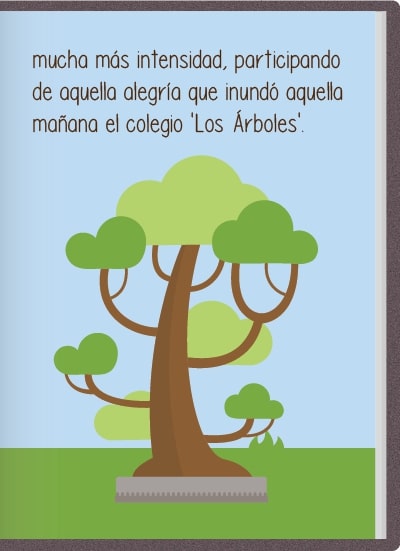 mucha más intensidad, participando
de aquella alegría que inundó aquella
mañana el colegio 'Los Árboles'.